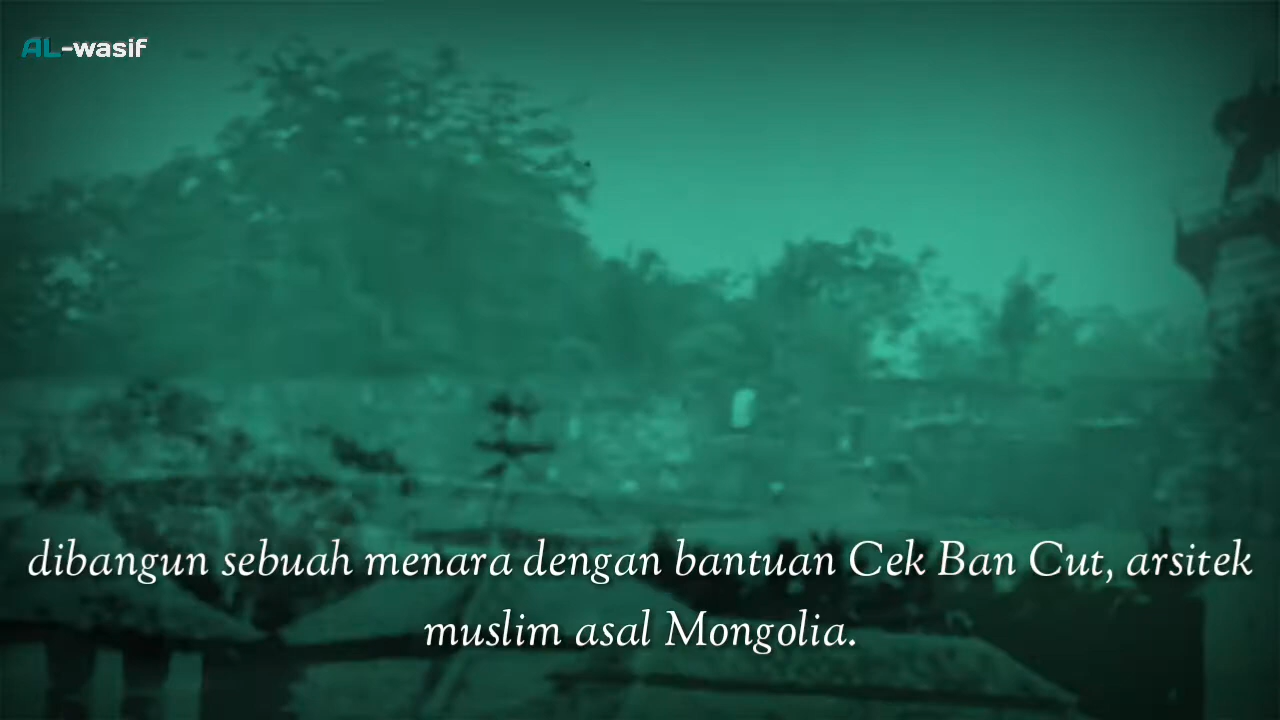 AL-wasif
dibangun sebuah menara dengan bantuan Cek Ban Cut, arsitek
muslim asal Mongolia.